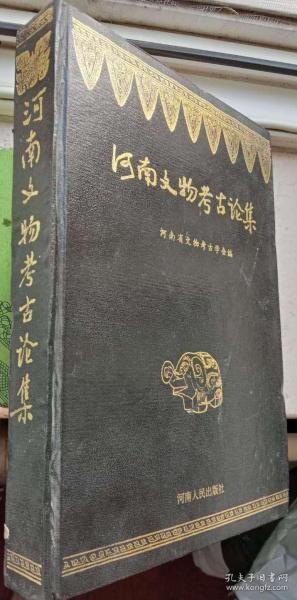 河南文物考古论集
河南文物考古论集
河南省文物考古学会编
河南人民出版社
孔夫子旧书网